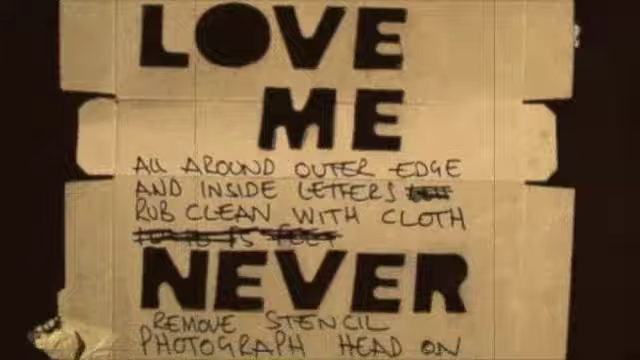 LOVE
ME
ALL AROUND OUTER EDGE
AND INSIDE LETTERS
RUB CLEAN WITH CLOTH
NEVER
REMOVE STENCIL
PHOTOGRAPH HEAD ON